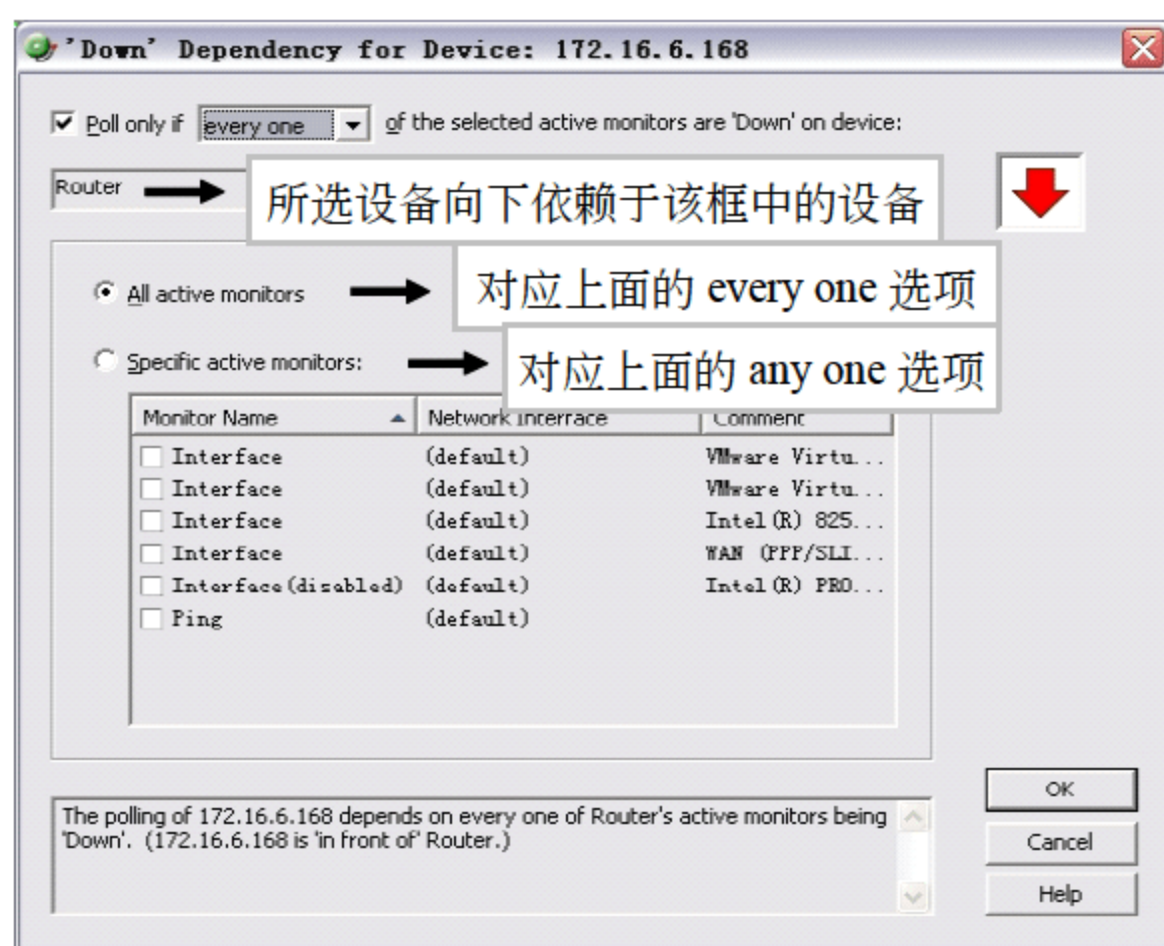 'Down' Dependency for Device: 172.16.6.168
Poll only if every one of the selected active monitors are 'Down' on device:
Router
所选设备向下依赖于该框中的设备
All active monitors
对应上面的 every one 选项
Specific active monitors:
对应上面的 any one 选项
Monitor Name Network Interface Comment
Interface (default) VMware Virtu...
Interface (default) VMware Virtu...
Interface (default) Intel(R) 825...
Interface (default) WAN (PPP/SLI...
Interface(disabled) (default) Intel(R) PRO...
Ping (default)
The polling of 172.16.6.168 depends on every one of Router's active monitors being
'Down'. (172.16.6.168 is 'in front of' Router.)
OK
Cancel
Help